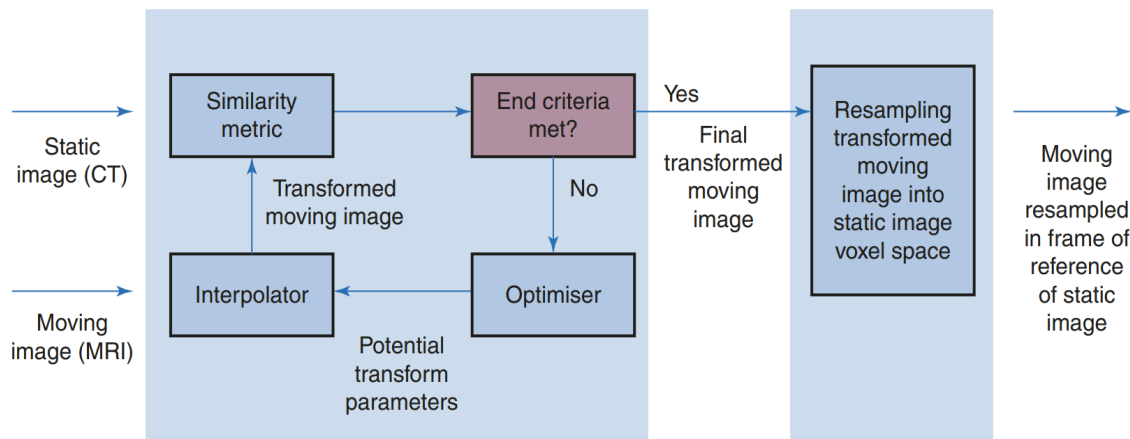 Static
image (CT)
Moving
image (MRI)
Similarity
metric
Transformed
moving image
Interpolator
End criteria
met?
No
Optimiser
Potential
transform
parameters
Yes
Final
transformed
moving
image
Resampling
transformed
moving
image into
static image
voxel space
Moving
image
resampled
in frame of
reference
of static
image